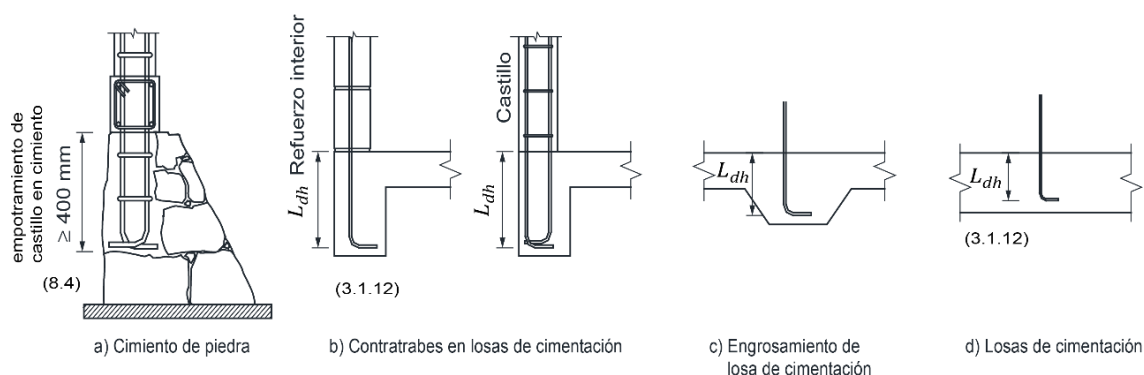 empotramiento de
castillo en cimiento
≥ 400 mm
(8.4)
a) Cimiento de piedra
Refuerzo interior
L_dh
Castillo
L_dh
(3.1.12)
b) Contratrabes en losas de cimentación
L_dh
c) Engrosamiento de
losa de cimentación
L_dh
(3.1.12)
d) Losas de cimentación